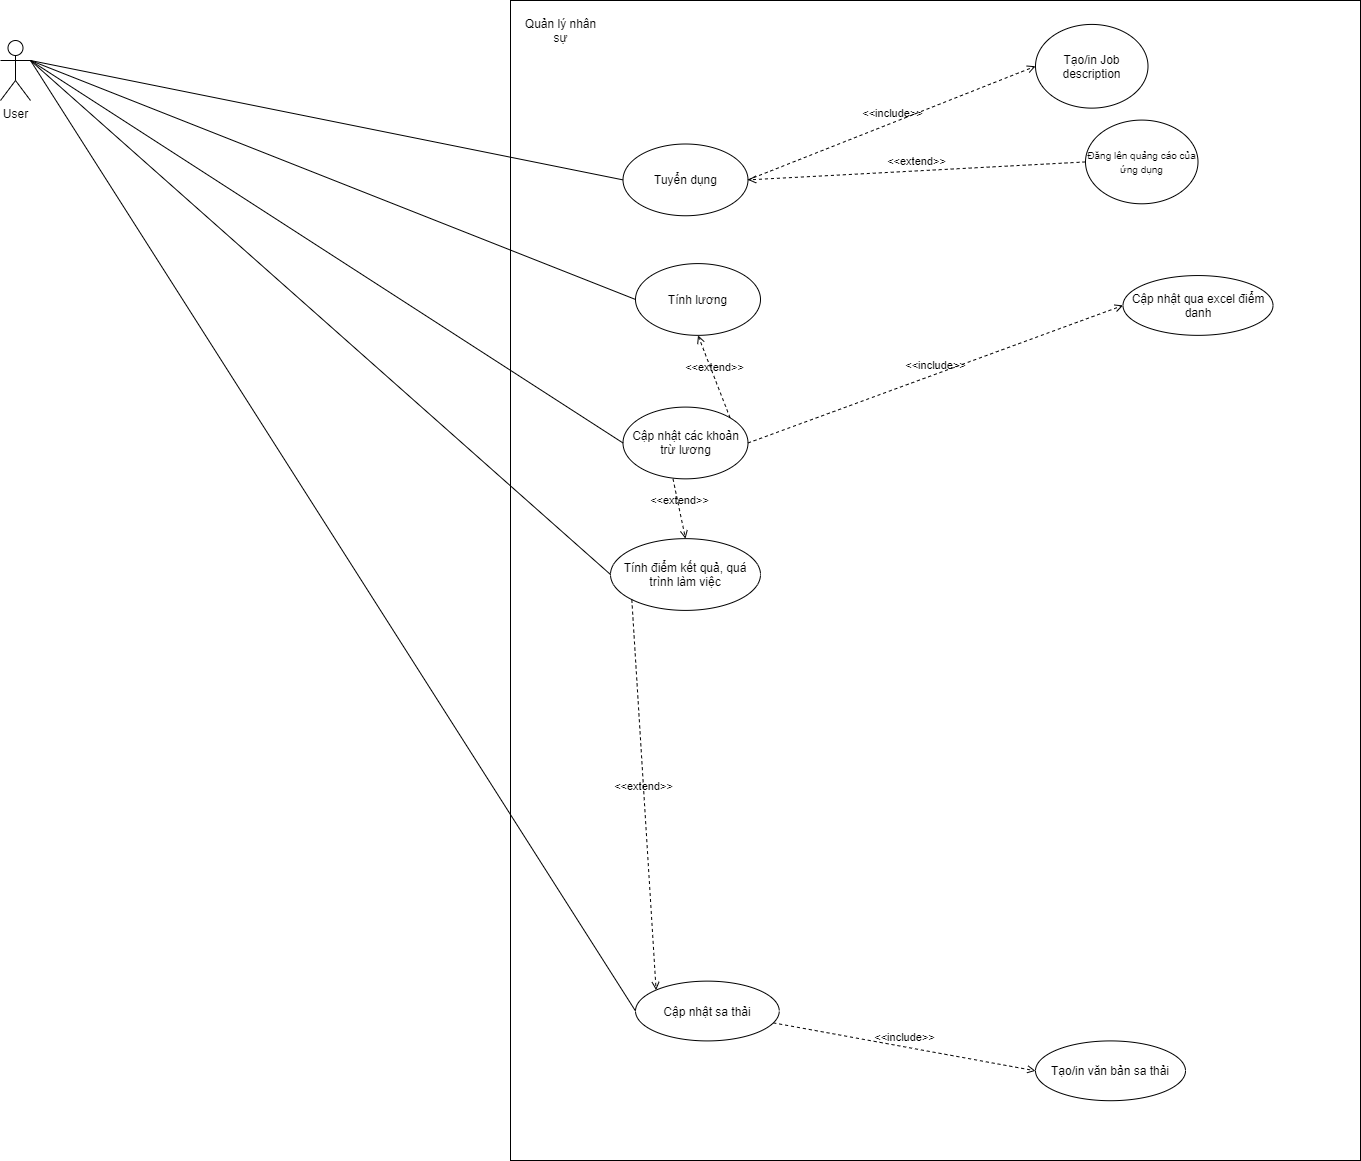 Quản lý nhân
sự
User
Tạo/in Job
description
<<include>>
Đăng lên quảng cáo của
ứng dụng
<<extend>>
Tuyển dụng
Tính lương
Cập nhật qua excel điểm
danh
<<extend>>
<<include>>
Cập nhật các khoản
trừ lương
<<extend>>
Tính điểm kết quả, quá
trình làm việc
<<extend>>
Cập nhật sa thải
<<include>>
Tạo/in văn bản sa thải